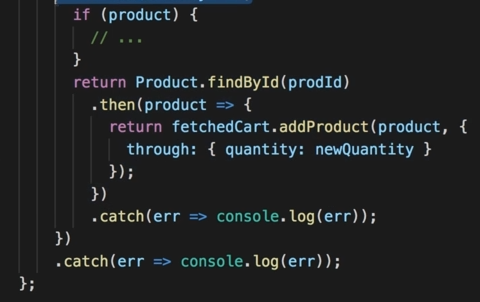 if (product) {
// ...
}
return Product.findById(prodId)
.then(product => {
return fetchedCart.addProduct(product, {
through: { quantity: newQuantity }
});
})
.catch(err => console.log(err));
})
.catch(err => console.log(err));
};